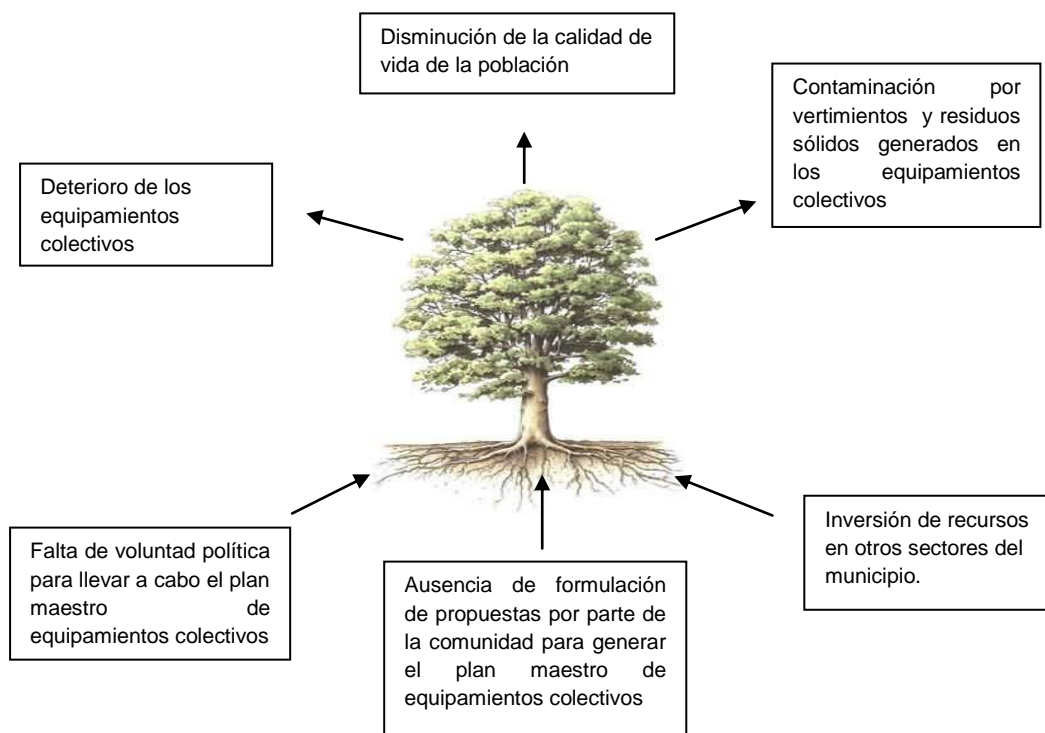 Disminución de la calidad de
vida de la población
Contaminación por
vertimientos y residuos
sólidos generados en
los equipamientos
colectivos
Deterioro de los
equipamientos
colectivos
Falta de voluntad política
para llevar a cabo el plan
maestro de
equipamientos colectivos
Ausencia de formulación
de propuestas por parte de
la comunidad para generar
el plan maestro de
equipamientos colectivos
Inversión de recursos
en otros sectores del
municipio.